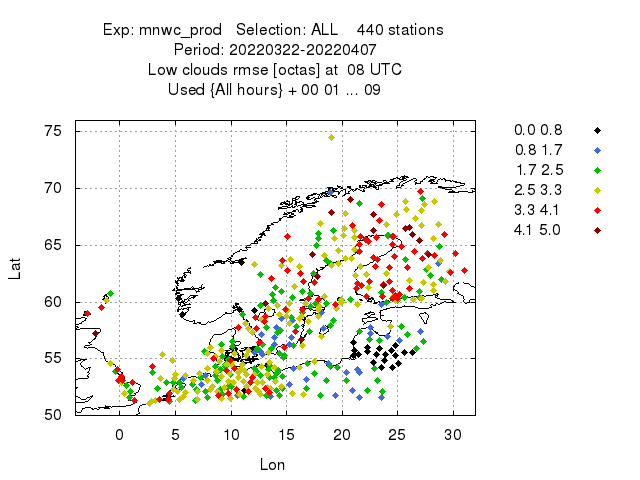 Exp: mnwc_prod   Selection: ALL    440 stations
Period: 20220322-20220407
Low clouds rmse [octas] at  08 UTC
Used {All hours} + 00 01 ... 09
0.0 0.8
0.8 1.7
1.7 2.5
2.5 3.3
3.3 4.1
4.1 5.0
75
70
65
60
55
50
Lat
0 5 10 15 20 25 30
Lon